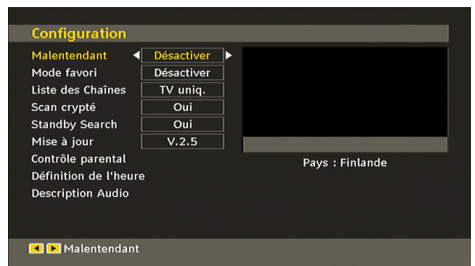 Configuration
Malentendant Désactiver
Mode favori Désactiver
Liste des Chaînes TV uniq.
Scan crypté Oui
Standby Search Oui
Mise à jour V.2.5
Contrôle parental
Définition de l'heure
Description Audio
Pays : Finlande
Malentendant